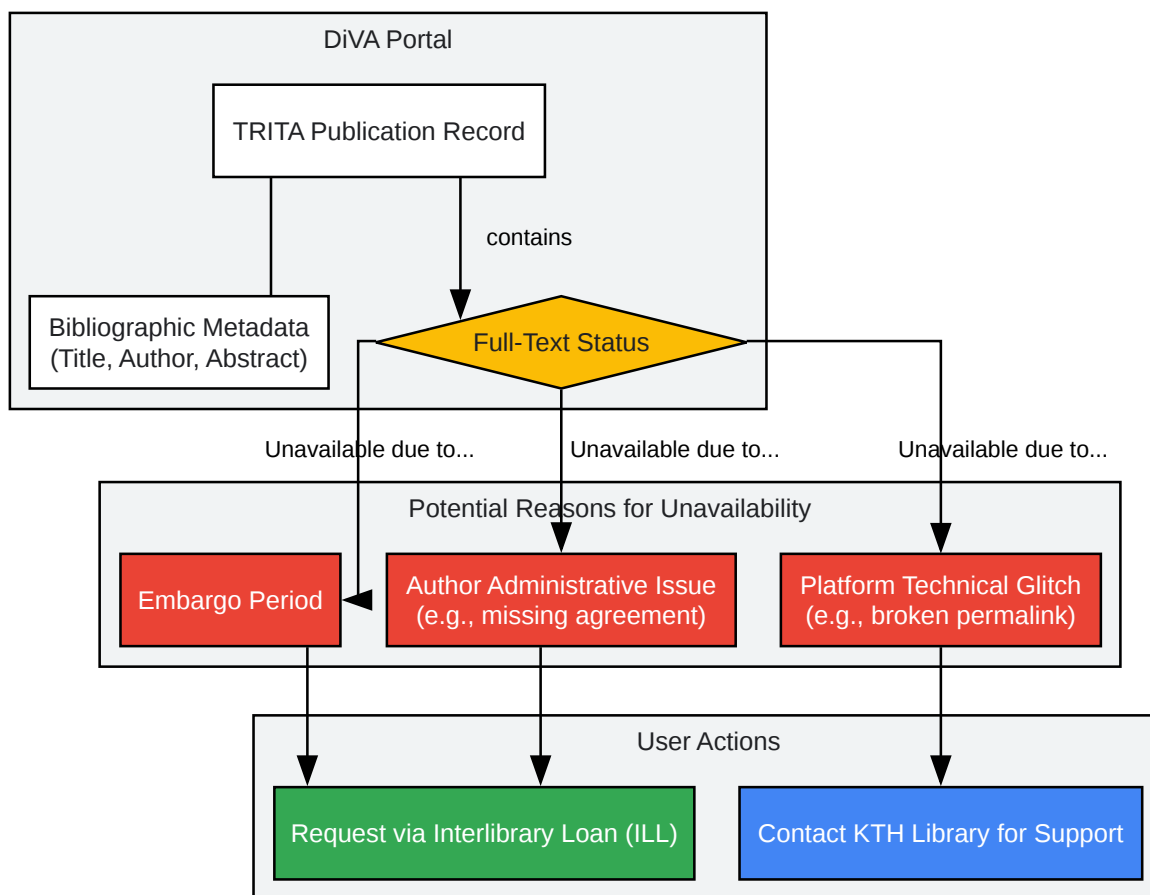 DiVA Portal
TRITA Publication Record
contains
Bibliographic Metadata
(Title, Author, Abstract)
Full-Text Status
Unavailable due to...
Unavailable due to...
Unavailable due to...
Potential Reasons for Unavailability
Embargo Period
Author Administrative Issue
(e.g., missing agreement)
Platform Technical Glitch
(e.g., broken permalink)
User Actions
Request via Interlibrary Loan (ILL)
Contact KTH Library for Support